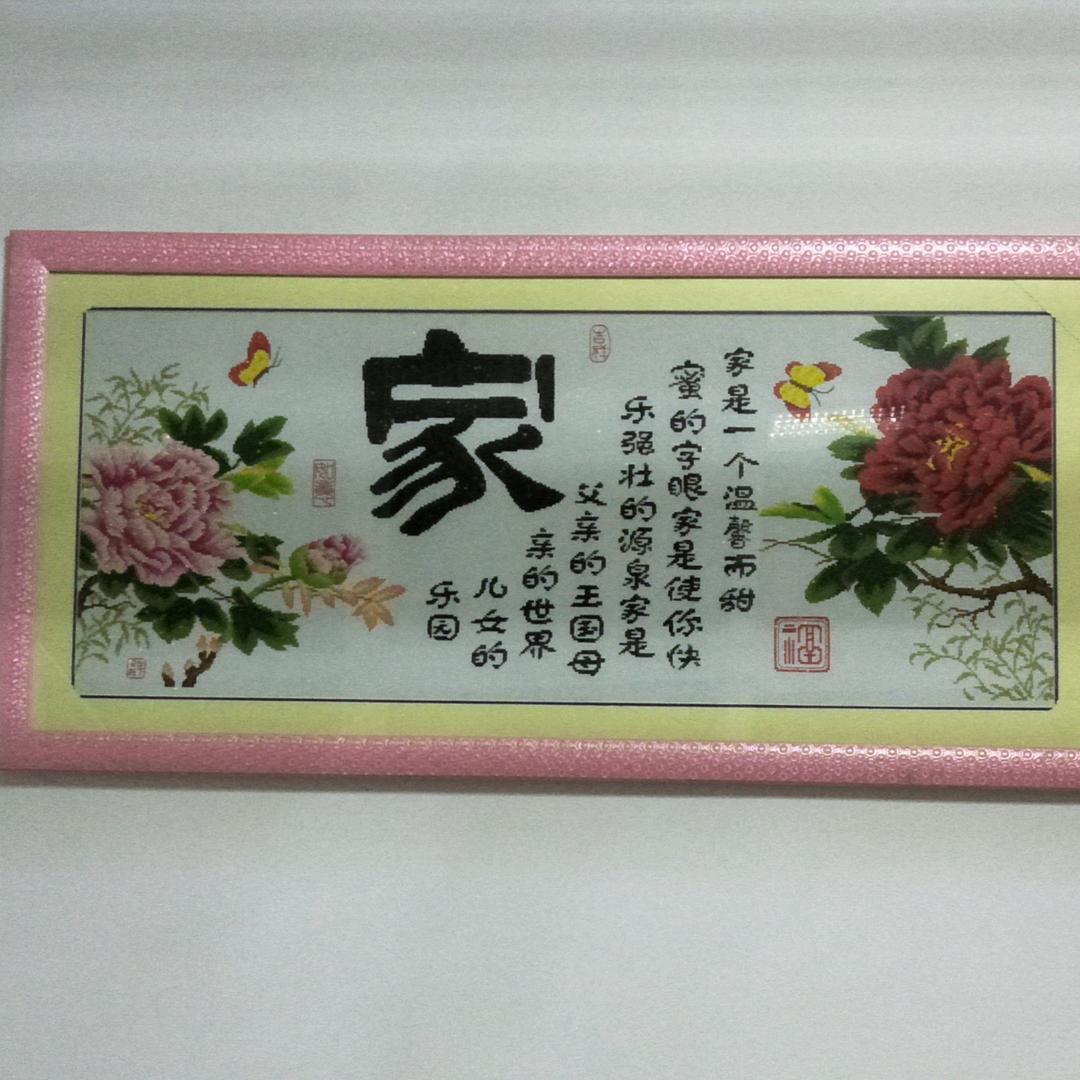 家是一个温馨而甜
蜜的字眼家是使你快
乐强壮的源泉家是
父亲的王国母
亲的世界
儿女的
乐园
家
吉祥
福